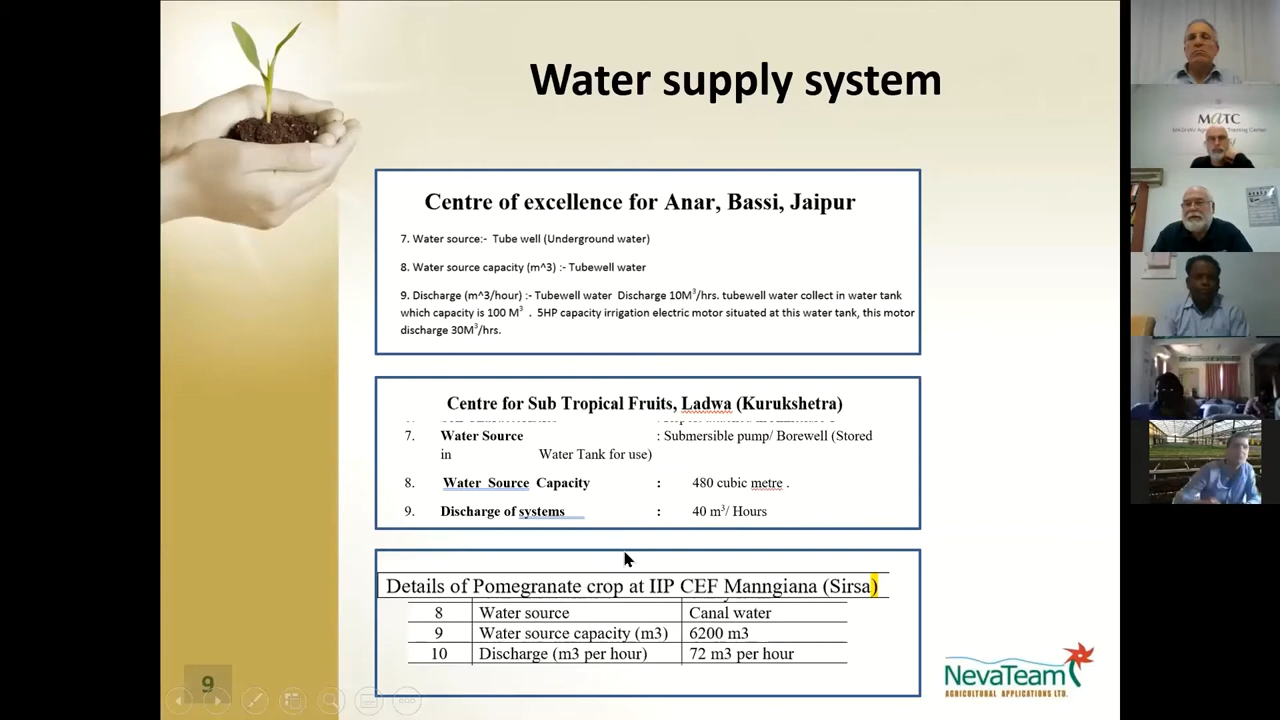 Water supply system
Centre of excellence for Anar, Bassi, Jaipur
7. Water source:- Tube well (Underground water)
8. Water source capacity (m^3) :- Tubewell water
9. Discharge (m^3/hour) :- Tubewell water Discharge 10M³/hrs. tubewell water collect in water tank
which capacity is 100 M³ . 5HP capacity irrigation electric motor situated at this water tank, this motor
discharge 30M³/hrs.
Centre for Sub Tropical Fruits, Ladwa (Kurukshetra)
7. Water Source : Submersible pump/ Borewell (Stored
in Water Tank for use)
8. Water Source Capacity : 480 cubic metre .
9. Discharge of systems : 40 m³/ Hours
Details of Pomegranate crop at IIP CEF Manngiana (Sirsa)
8 Water source Canal water
9 Water source capacity (m3) 6200 m3
10 Discharge (m3 per hour) 72 m3 per hour
9
NevaTeam
AGRICULTURAL APPLICATIONS LTD.
MATC
Training Center